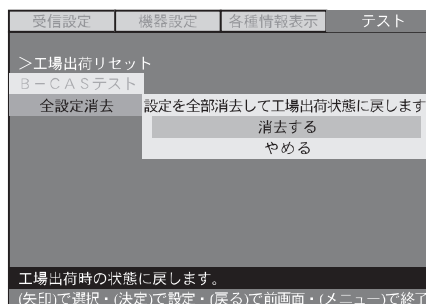 受信設定 機器設定 各種情報表示 テスト
>工場出荷リセット
B-CASテスト
全設定消去 設定を全部消去して工場出荷状態に戻します
消去する
やめる
工場出荷時の状態に戻します。
(矢印)で選択・(決定)で設定・(戻る)で前画面・(メニュー)で終了